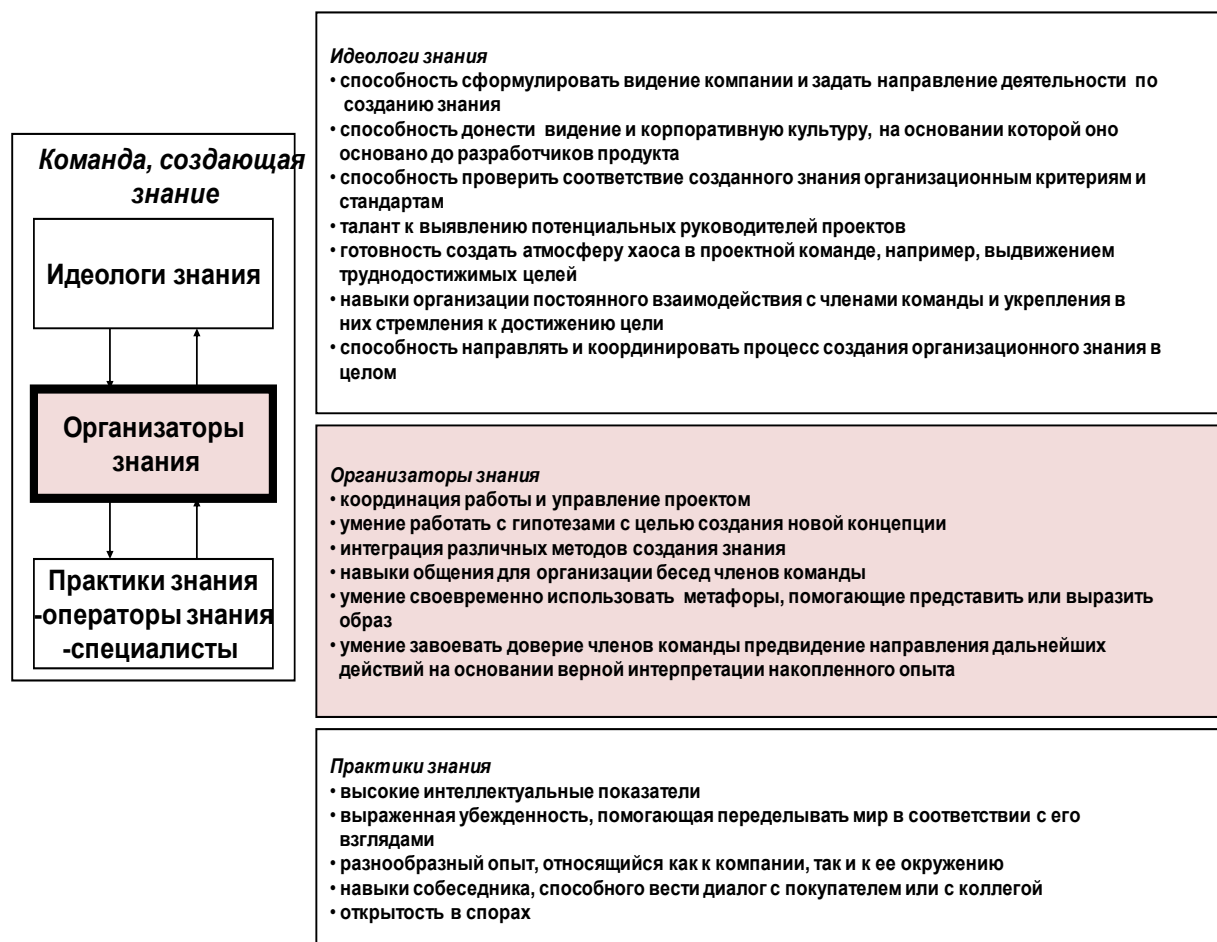 Команда, создающая
знание
Идеологи знания
Организаторы
знания
Практики знания
-операторы знания
-специалисты
Идеологи знания
• способность сформулировать видение компании и задать направление деятельности по
созданию знания
• способность донести видение и корпоративную культуру, на основании которой оно
основано до разработчиков продукта
• способность проверить соответствие созданного знания организационным критериям и
стандартам
• талант к выявлению потенциальных руководителей проектов
• готовность создать атмосферу хаоса в проектной команде, например, выдвижением
труднодостижимых целей
• навыки организации постоянного взаимодействия с членами команды и укрепления в
них стремления к достижению цели
• способность направлять и координировать процесс создания организационного знания в
целом
Организаторы знания
• координация работы и управление проектом
• умение работать с гипотезами с целью создания новой концепции
• интеграция различных методов создания знания
• навыки общения для организации бесед членов команды
• умение своевременно использовать метафоры, помогающие представить или выразить
образ
• умение завоевать доверие членов команды предвидение направления дальнейших
действий на основании верной интерпретации накопленного опыта
Практики знания
• высокие интеллектуальные показатели
• выраженная убежденность, помогающая переделывать мир в соответствии с его
взглядами
• разнообразный опыт, относящийся как к компании, так и к ее окружению
• навыки собеседника, способного вести диалог с покупателем или с коллегой
• открытость в спорах